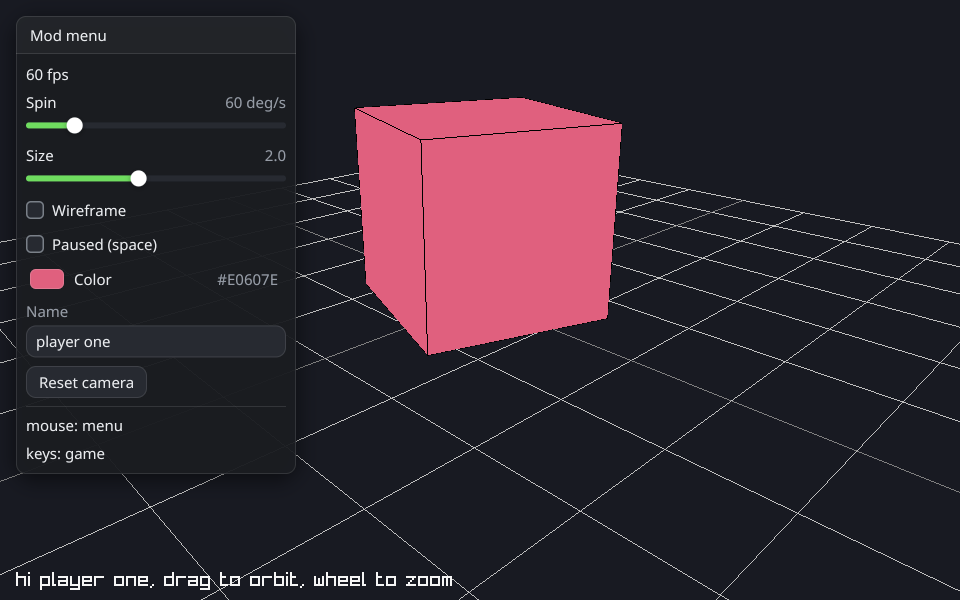 Mod menu
60 fps
Spin 60 deg/s
Size 2.0
Wireframe
Paused (space)
Color #E0607E
Name
player one
Reset camera
mouse: menu
keys: game
hi player one, drag to orbit, wheel to zoom